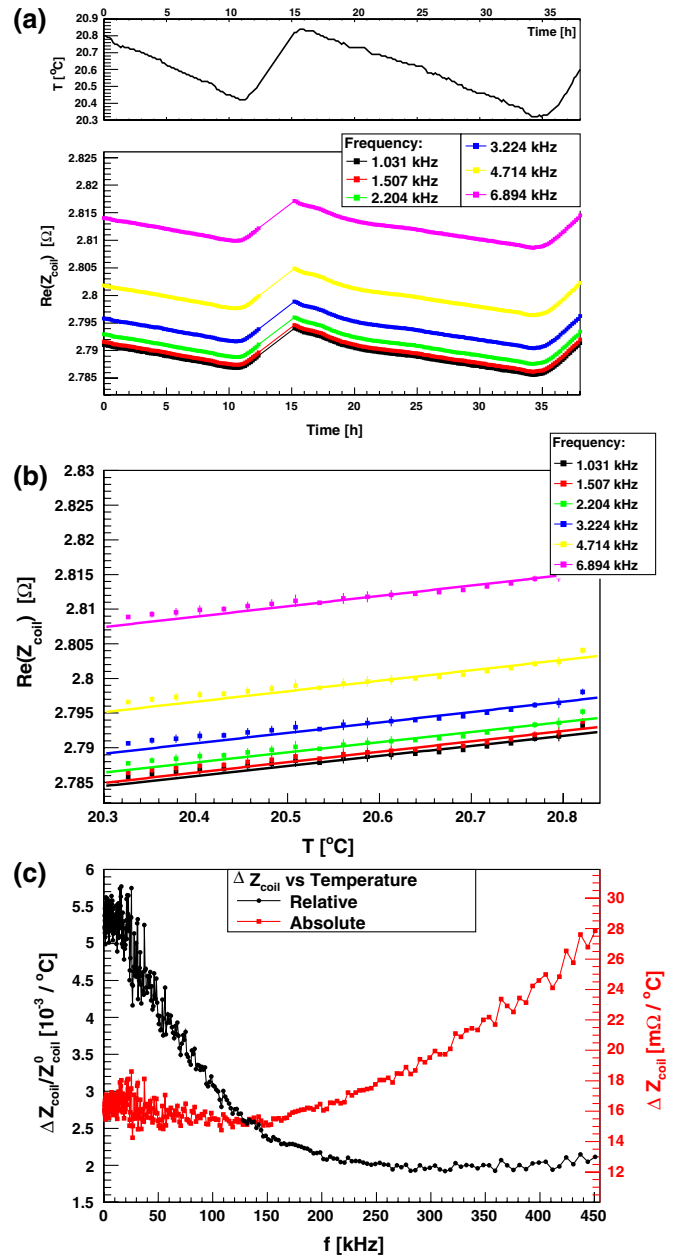 (a)
0 5 10 15 20 25 30 35
Time [h]
T [°C]
20.9
20.8
20.7
20.6
20.5
20.4
20.3
Frequency:
1.031 kHz
1.507 kHz
2.204 kHz
3.224 kHz
4.714 kHz
6.894 kHz
Re(Z_coil) [Ω]
2.825
2.82
2.815
2.81
2.805
2.8
2.795
2.79
2.785
0 5 10 15 20 25 30 35
Time [h]
(b)
Frequency:
1.031 kHz
1.507 kHz
2.204 kHz
3.224 kHz
4.714 kHz
6.894 kHz
Re(Z_coil) [Ω]
2.83
2.825
2.82
2.815
2.81
2.805
2.8
2.795
2.79
2.785
20.3 20.4 20.5 20.6 20.7 20.8
T [°C]
(c)
Δ Z_coil vs Temperature
Relative
Absolute
Δ Z_coil/Z⁰_coil [10⁻³ / °C]
6
5.5
5
4.5
4
3.5
3
2.5
2
1.5
Δ Z_coil [mΩ / °C]
30
28
26
24
22
20
18
16
14
12
0 50 100 150 200 250 300 350 400 450
f [kHz]